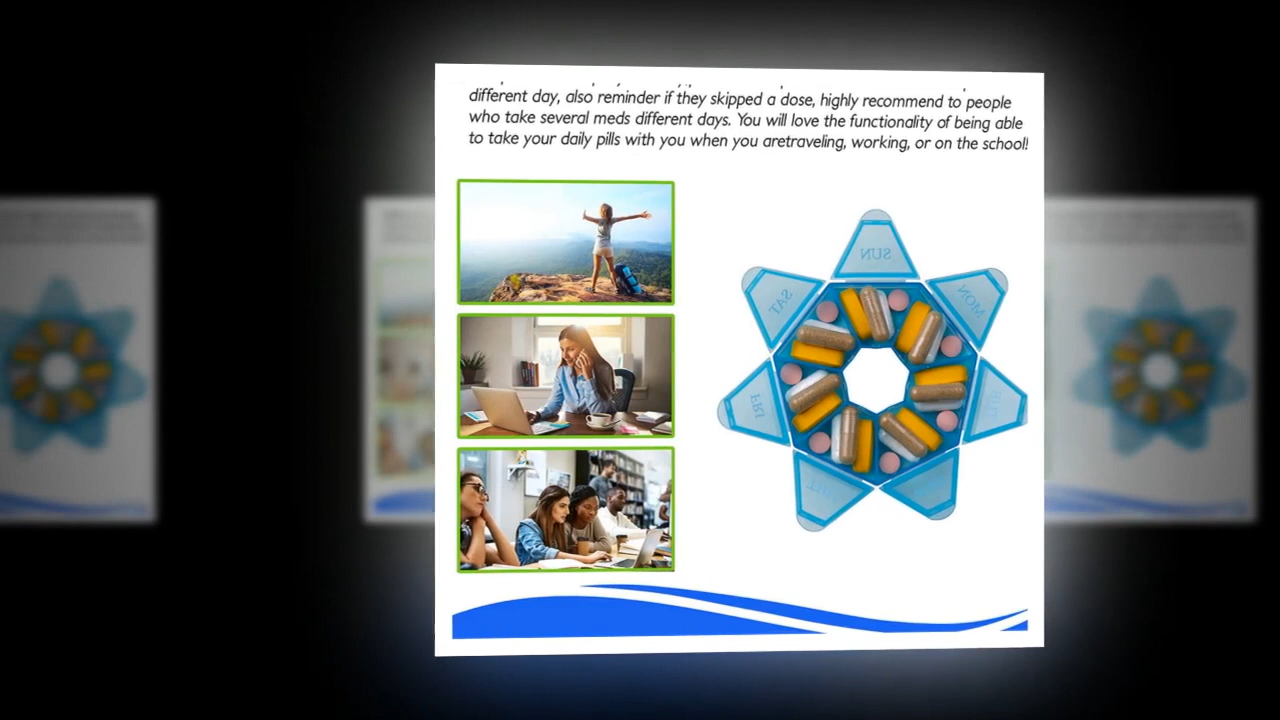 different day, also reminder if they skipped a dose, highly recommend to people
who take several meds different days. You will love the functionality of being able
to take your daily pills with you when you aretraveling, working, or on the school!
SUN
SAT
MON
FRI